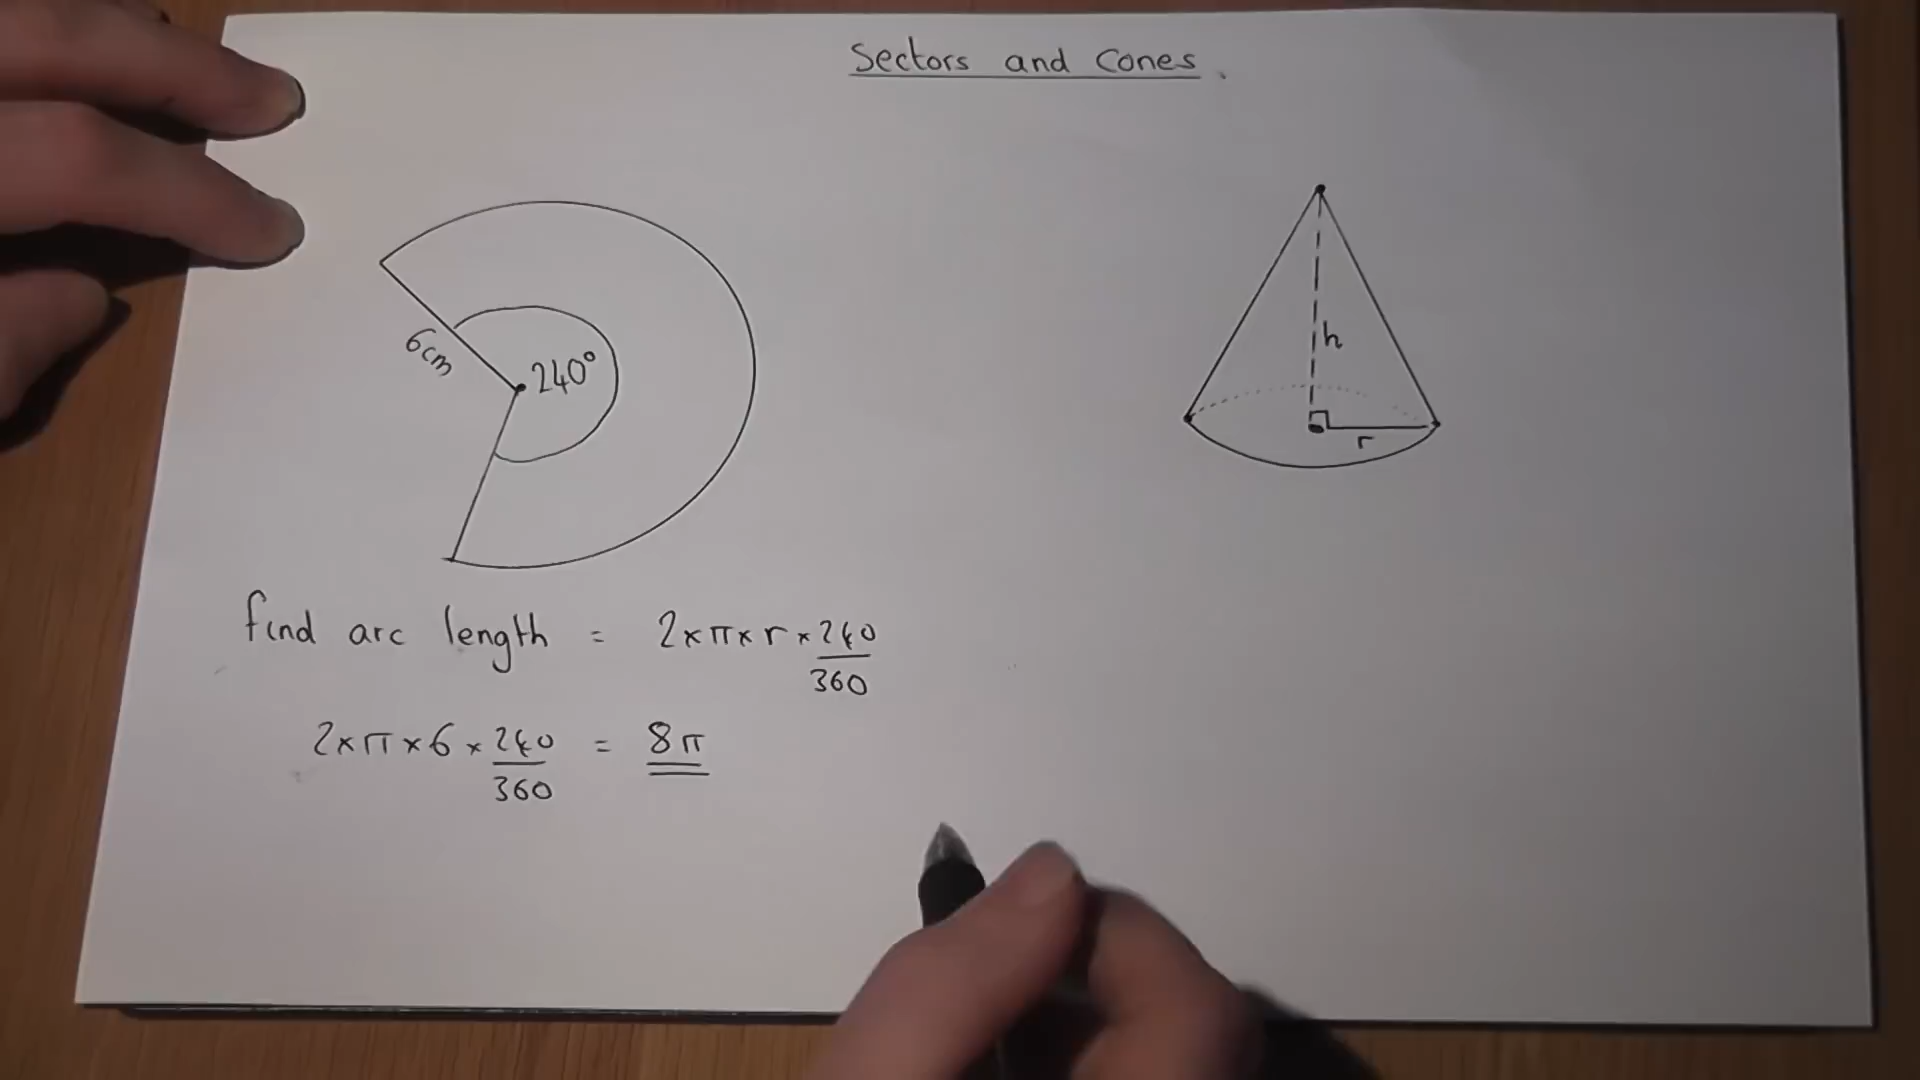 Sectors and Cones.
6cm
240°
h
r
find arc length = 2×π×r×240/360
2×π×6×240/360 = 8π